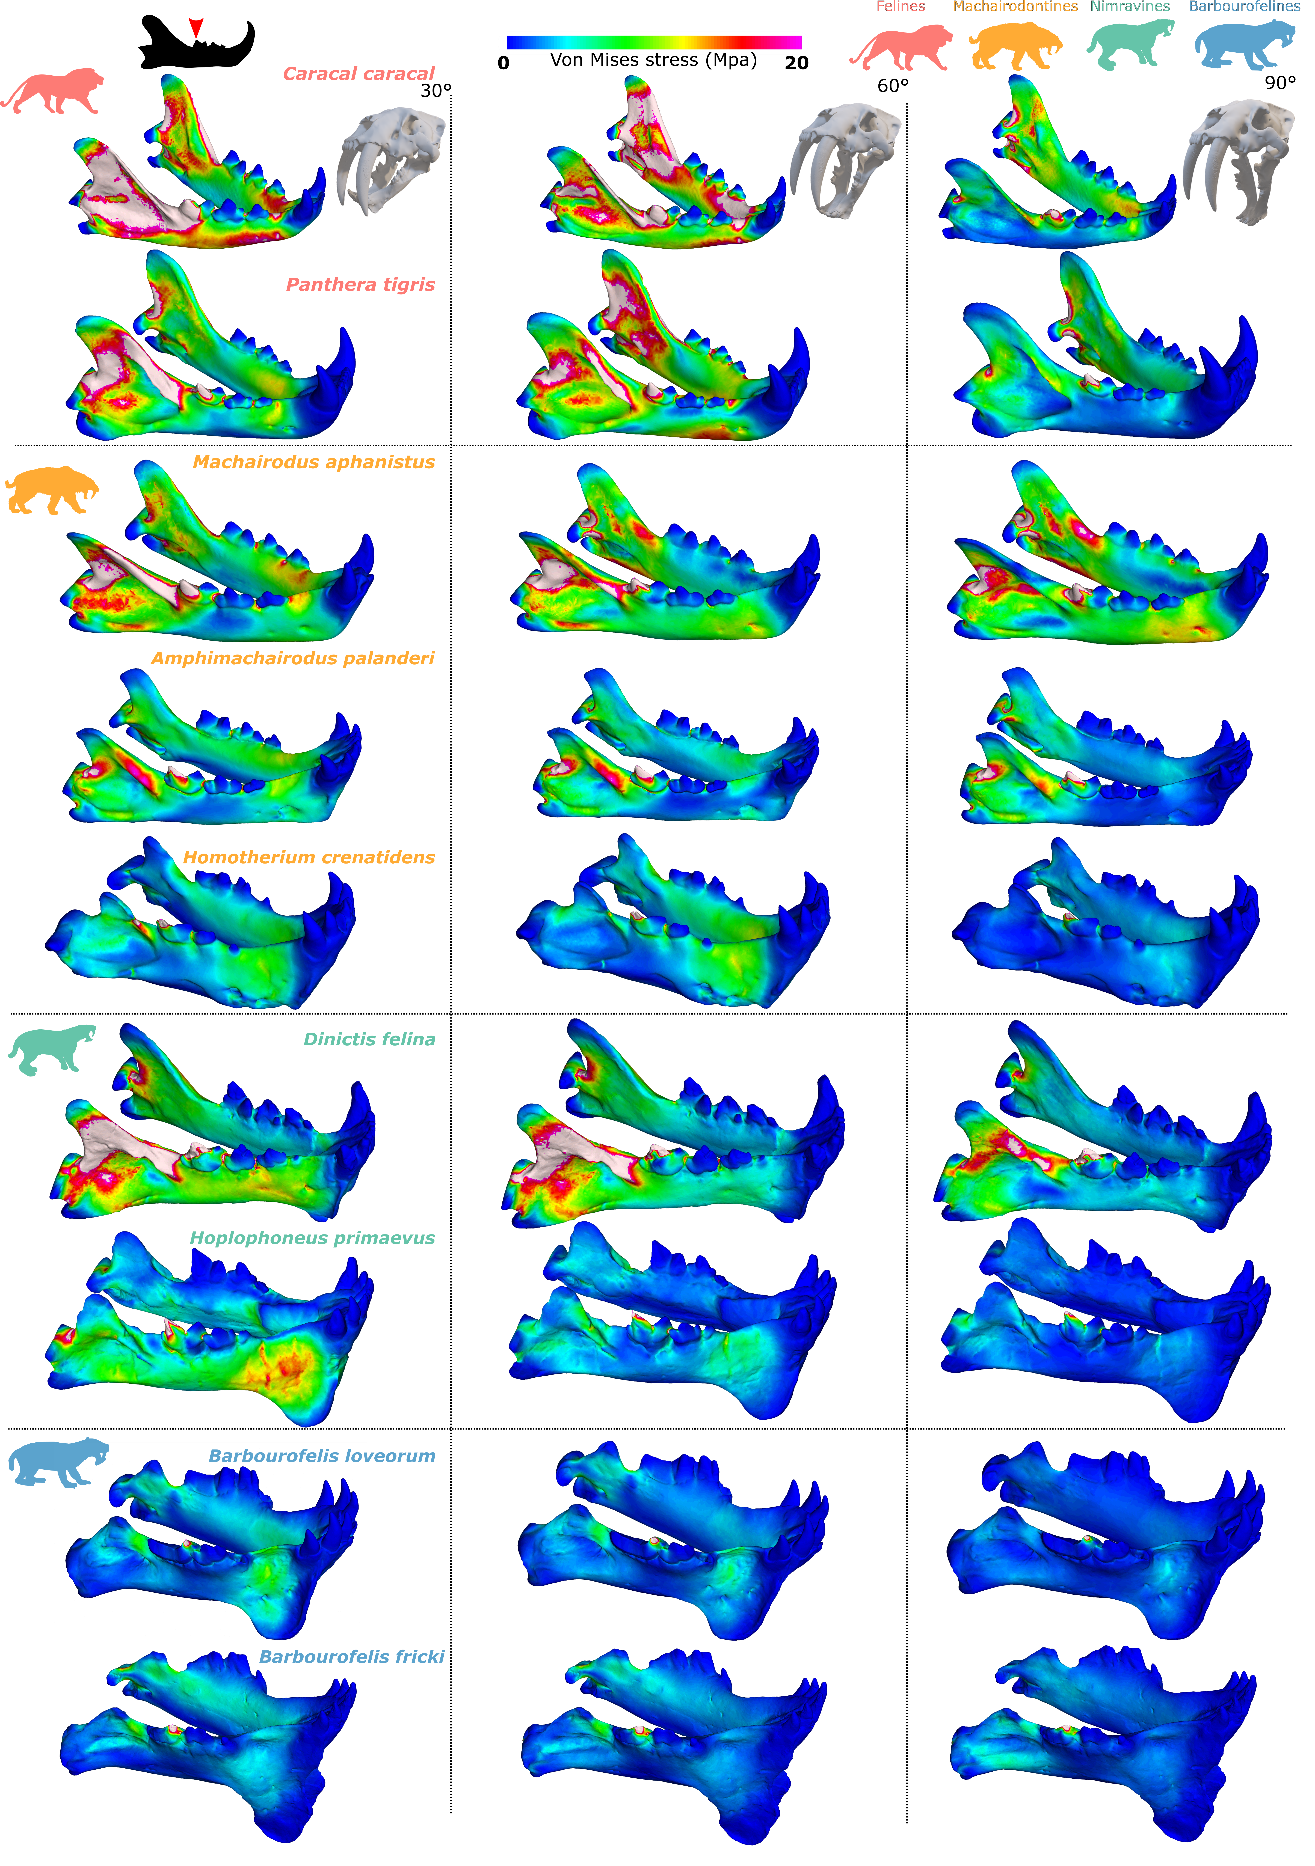 Felines Machairodontines Nimravines Barbourofelines
0 Von Mises stress (Mpa) 20
Caracal caracal
30° 60° 90°
Panthera tigris
Machairodus aphanistus
Amphimachairodus palanderi
Homotherium crenatidens
Dinictis felina
Hoplophoneus primaevus
Barbourofelis loveorum
Barbourofelis fricki